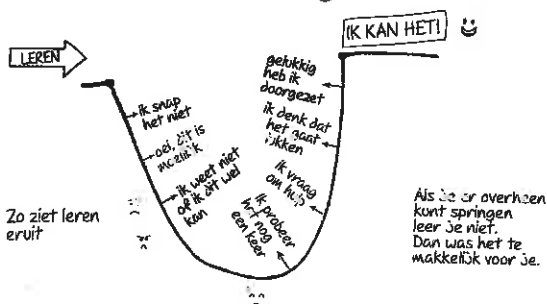 IK KAN HET!
LEREN
ik snap
het niet
oei, dit is
moeilijk
ik weet niet
of ik dit wel
kan
Ik probeer
het nog
een keer
Ik vraag
om hulp
ik denk dat
het gaat
lukken
gelukkig
heb ik
doorgezet
Zo ziet leren
eruit
Als je er overheen
kunt springen
leer je niet.
Dan was het te
makkelijk voor je.